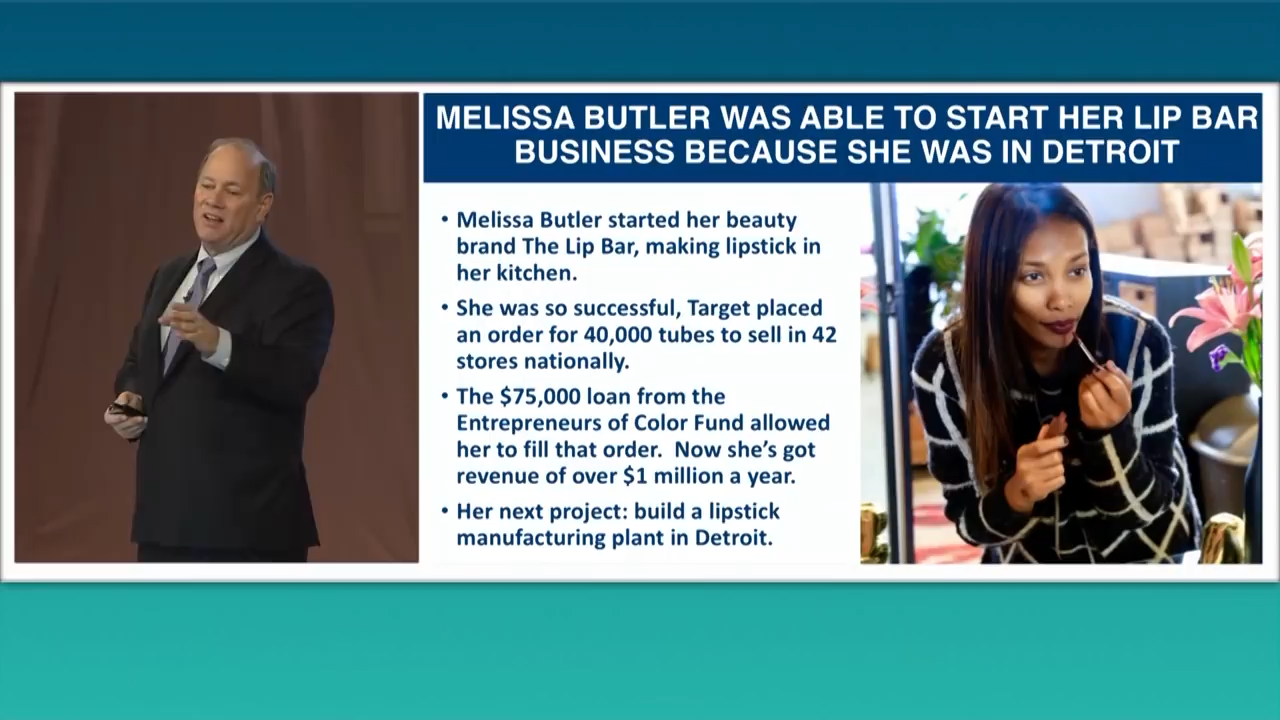 MELISSA BUTLER WAS ABLE TO START HER LIP BAR
BUSINESS BECAUSE SHE WAS IN DETROIT
• Melissa Butler started her beauty
brand The Lip Bar, making lipstick in
her kitchen.
• She was so successful, Target placed
an order for 40,000 tubes to sell in 42
stores nationally.
• The $75,000 loan from the
Entrepreneurs of Color Fund allowed
her to fill that order.  Now she's got
revenue of over $1 million a year.
• Her next project: build a lipstick
manufacturing plant in Detroit.